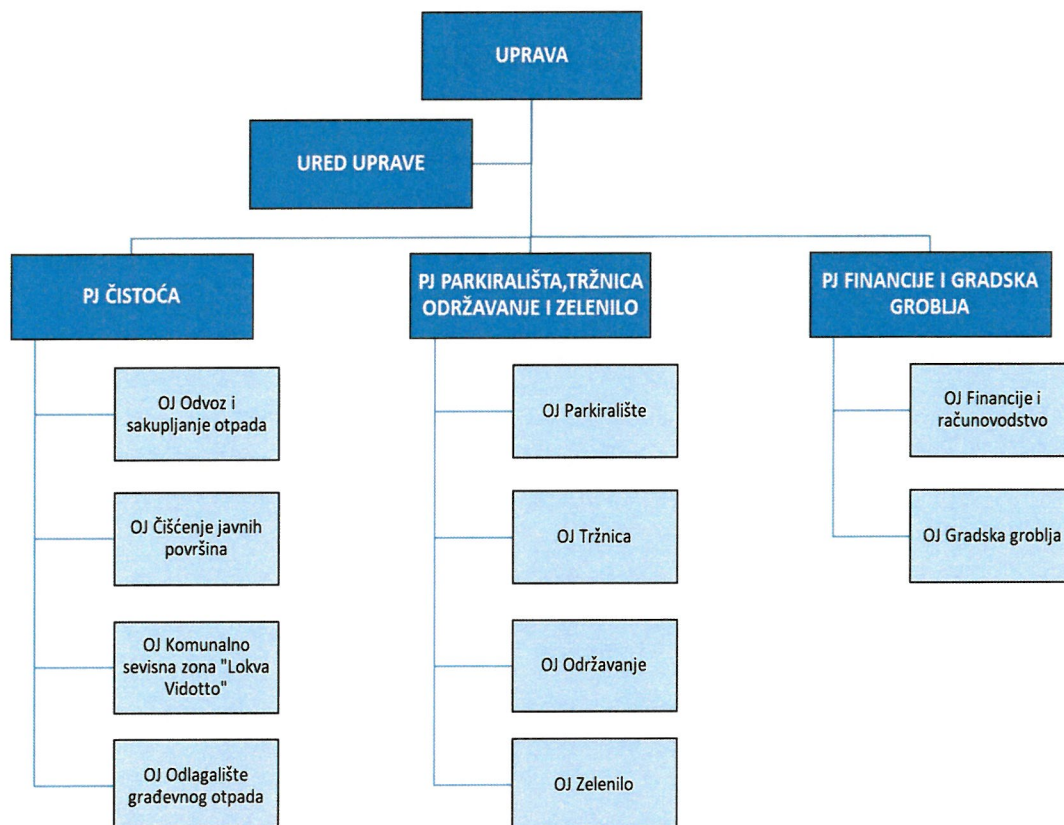 UPRAVA
URED UPRAVE
PJ ČISTOĆA
OJ Odvoz i
sakupljanje otpada
OJ Čišćenje javnih
površina
OJ Komunalno
sevisna zona "Lokva
Vidotto"
OJ Odlagalište
građevnog otpada
PJ PARKIRALIŠTA,TRŽNICA
ODRŽAVANJE I ZELENILO
OJ Parkiralište
OJ Tržnica
OJ Održavanje
OJ Zelenilo
PJ FINANCIJE I GRADSKA
GROBLJA
OJ Financije i
računovodstvo
OJ Gradska groblja